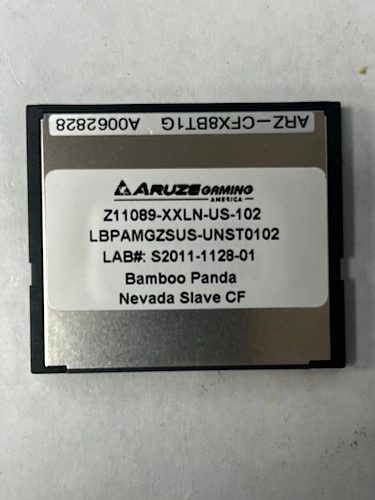 ARZ-CFX8BT1G A0062828
ARUZE GAMING
AMERICA
Z11089-XXLN-US-102
LBPAMGZSUS-UNST0102
LAB#: S2011-1128-01
Bamboo Panda
Nevada Slave CF